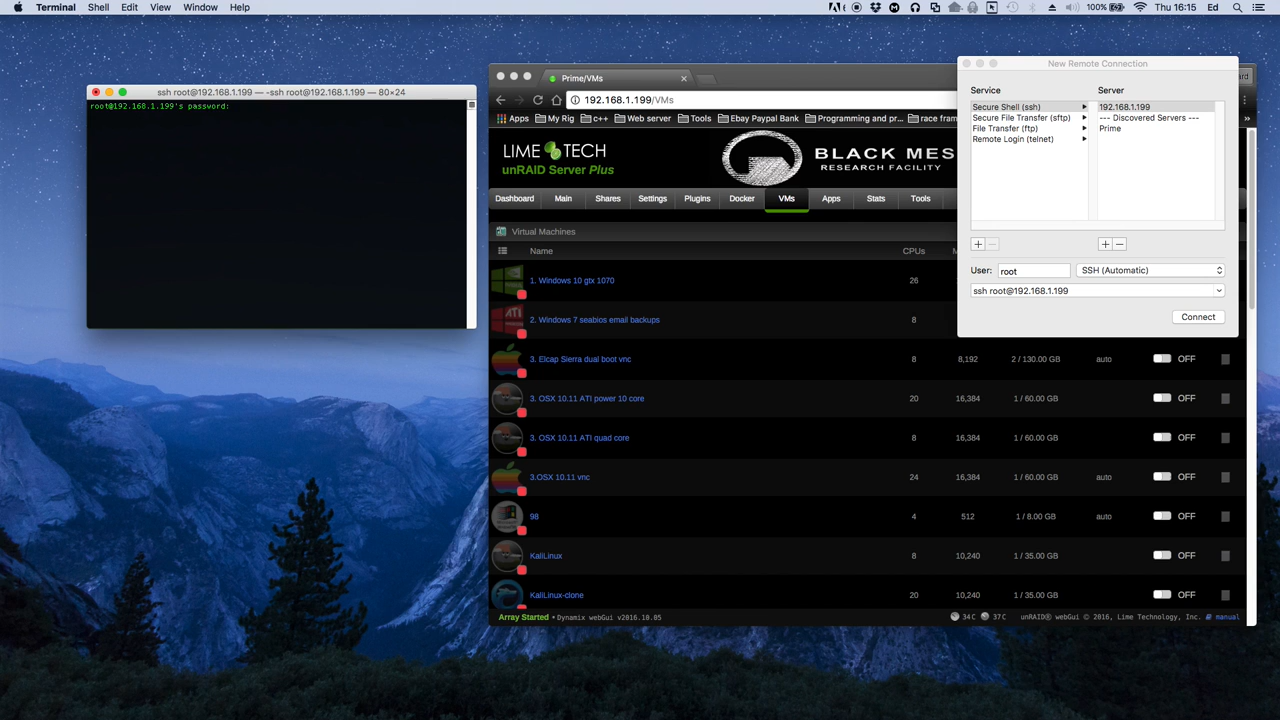 Terminal Shell Edit View Window Help 100% Thu 16:15 Ed
ssh root@192.168.1.199 — -ssh root@192.168.1.199 — 80×24
root@192.168.1.199's password:
Prime/VMs
192.168.1.199/VMs
Apps My Rig c++ Web server Tools Ebay Paypal Bank Programming and pr... race fram »
LIME TECH
unRAID Server Plus
BLACK MES
RESEARCH FACILITY
Dashboard Main Shares Settings Plugins Docker VMs Apps Stats Tools
Virtual Machines
Name CPUs
1. Windows 10 gtx 1070 26
2. Windows 7 seabios email backups 8
3. Elcap Sierra dual boot vnc 8 8,192 2 / 130.00 GB auto OFF
3. OSX 10.11 ATI power 10 core 20 16,384 1 / 60.00 GB OFF
3. OSX 10.11 ATI quad core 8 16,384 1 / 60.00 GB OFF
3.OSX 10.11 vnc 24 16,384 1 / 60.00 GB auto OFF
98 4 512 1 / 8.00 GB auto OFF
KaliLinux 8 10,240 1 / 35.00 GB OFF
KaliLinux-clone 20 10,240 1 / 35.00 GB OFF
Array Started • Dynamix webGui v2016.10.05 34 C 37 C unRAID® webGui © 2016, Lime Technology, Inc. manual
New Remote Connection
Service Server
Secure Shell (ssh) 192.168.1.199
Secure File Transfer (sftp) --- Discovered Servers ---
File Transfer (ftp) Prime
Remote Login (telnet)
User: root SSH (Automatic)
ssh root@192.168.1.199
Connect